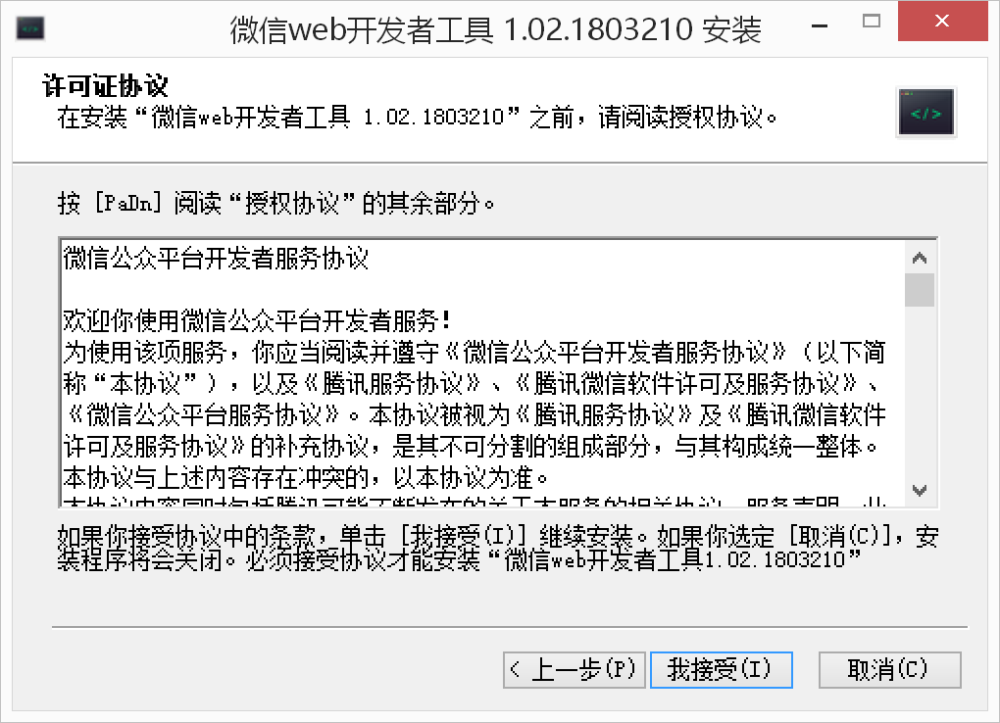 微信web开发者工具 1.02.1803210 安装
许可证协议
在安装“微信web开发者工具 1.02.1803210”之前，请阅读授权协议。
</>
按 [PaDn] 阅读“授权协议”的其余部分。
微信公众平台开发者服务协议
欢迎你使用微信公众平台开发者服务！
为使用该项服务，你应当阅读并遵守《微信公众平台开发者服务协议》（以下简
称“本协议”），以及《腾讯服务协议》、《腾讯微信软件许可及服务协议》、
《微信公众平台服务协议》。本协议被视为《腾讯服务协议》及《腾讯微信软件
许可及服务协议》的补充协议，是其不可分割的组成部分，与其构成统一整体。
本协议与上述内容存在冲突的，以本协议为准。
如果你接受协议中的条款，单击 [我接受(I)] 继续安装。如果你选定 [取消(C)]，安
装程序将会关闭。必须接受协议才能安装“微信web开发者工具1.02.1803210”
< 上一步(P)
我接受(I)
取消(C)